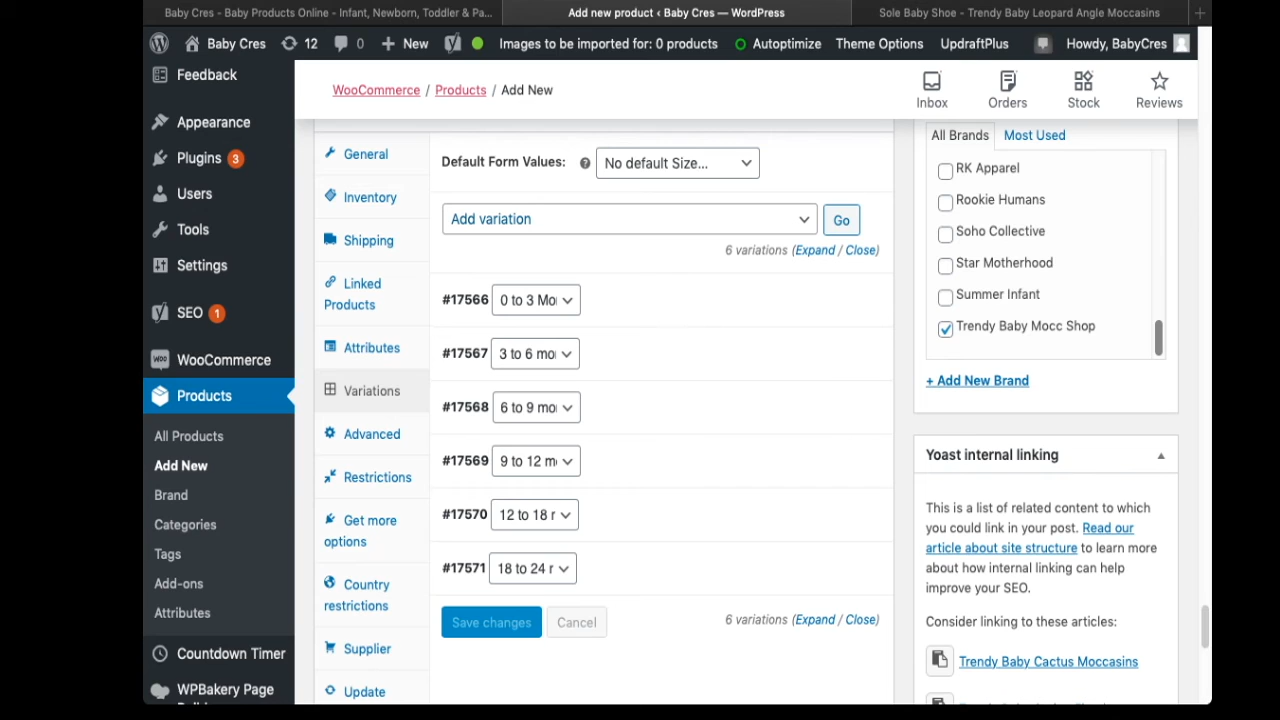 Baby Cres - Baby Products Online - Infant, Newborn, Toddler & Pa...
Add new product ‹ Baby Cres — WordPress
Sole Baby Shoe - Trendy Baby Leopard Angle Moccasins
Baby Cres 12 0 New Images to be imported for: 0 products Autoptimize Theme Options UpdraftPlus Howdy, BabyCres
Feedback
Appearance
Plugins 3
Users
Tools
Settings
SEO 1
WooCommerce
Products
All Products
Add New
Brand
Categories
Tags
Add-ons
Attributes
Countdown Timer
WPBakery Page
WooCommerce / Products / Add New
Inbox
Orders
Stock
Reviews
General
Inventory
Shipping
Linked
Products
Attributes
Variations
Advanced
Restrictions
Get more
options
Country
restrictions
Supplier
Update
Default Form Values: No default Size...
Add variation Go
6 variations (Expand / Close)
#17566 0 to 3 Mo
#17567 3 to 6 mo
#17568 6 to 9 mo
#17569 9 to 12 m
#17570 12 to 18 r
#17571 18 to 24 r
Save changes Cancel 6 variations (Expand / Close)
All Brands Most Used
RK Apparel
Rookie Humans
Soho Collective
Star Motherhood
Summer Infant
Trendy Baby Mocc Shop
+ Add New Brand
Yoast internal linking
This is a list of related content to which
you could link in your post. Read our
article about site structure to learn more
about how internal linking can help
improve your SEO.
Consider linking to these articles:
Trendy Baby Cactus Moccasins